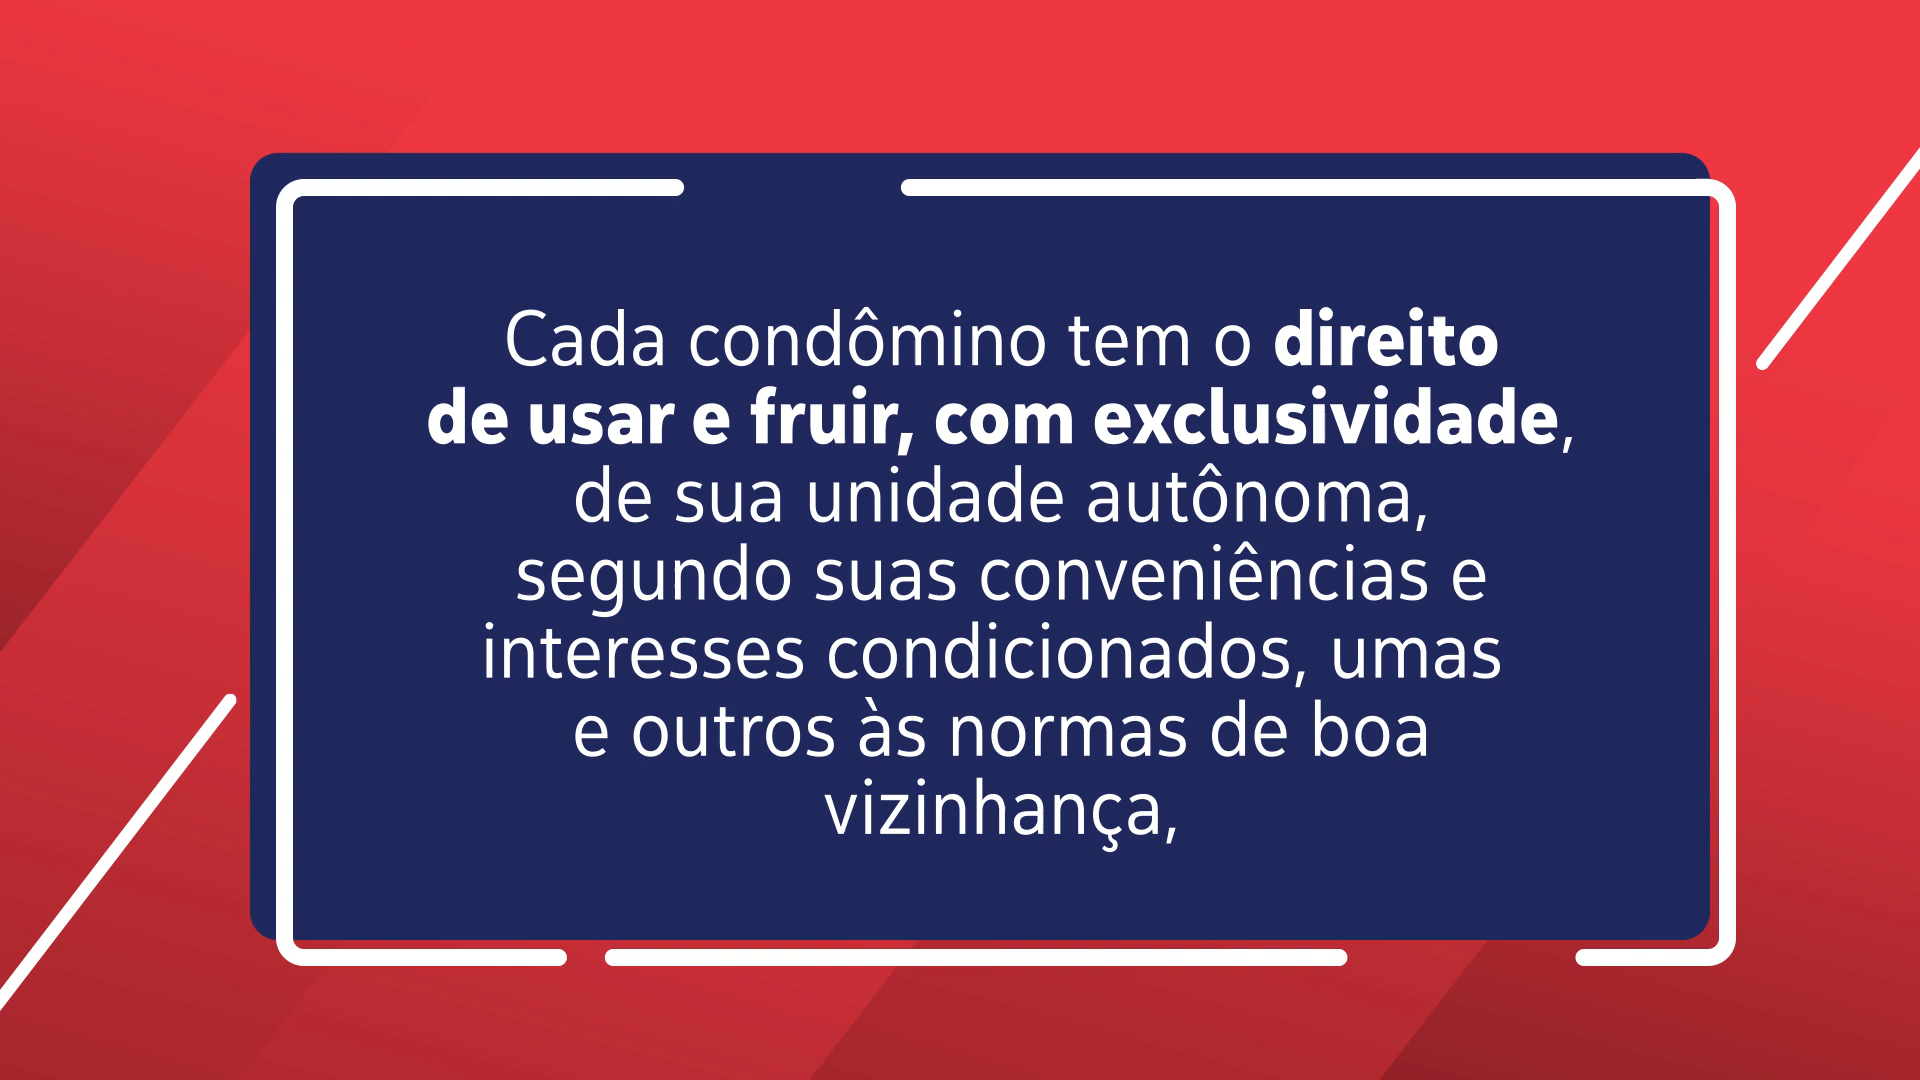 Cada condômino tem o direito
de usar e fruir, com exclusividade,
de sua unidade autônoma,
segundo suas conveniências e
interesses condicionados, umas
e outros às normas de boa
vizinhança,